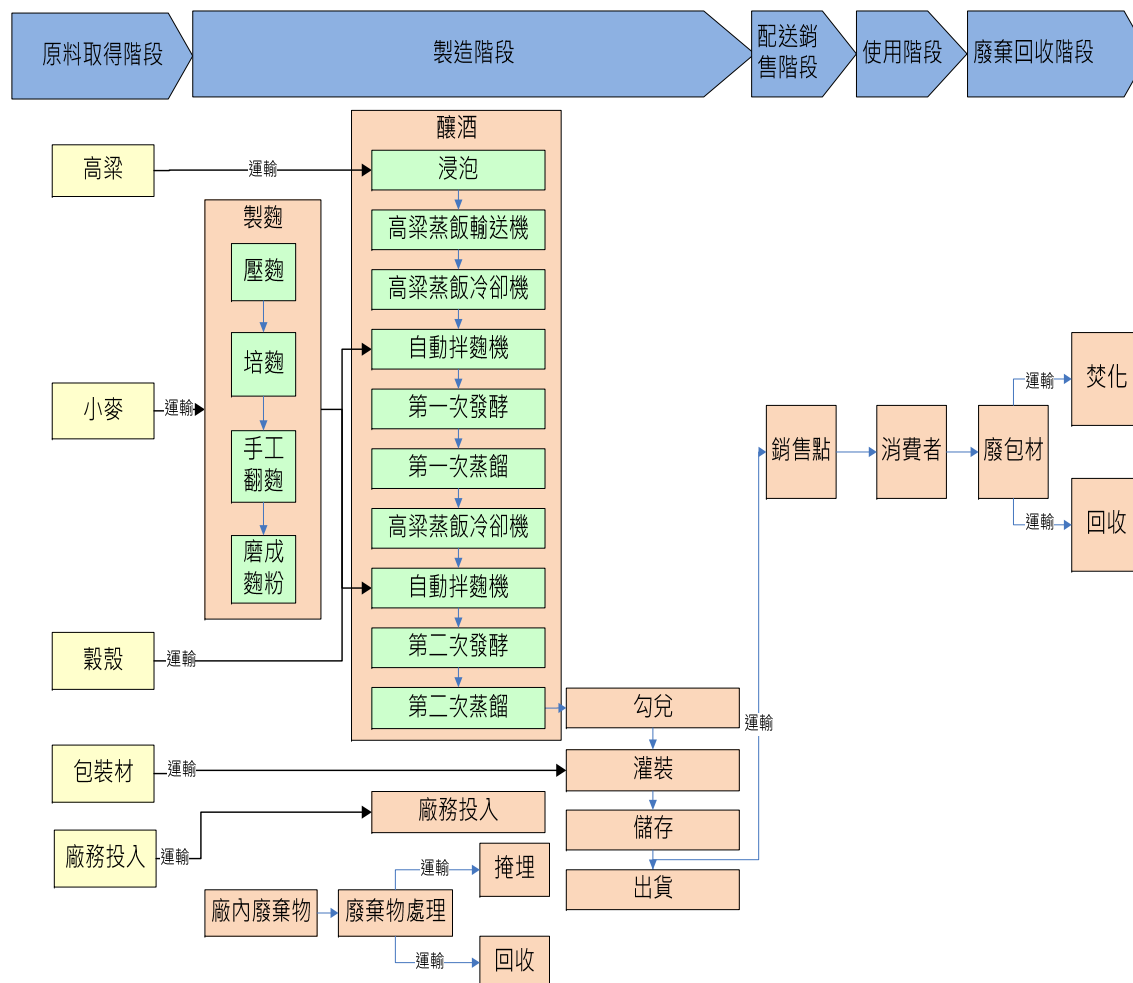 原料取得階段
製造階段
配送銷
售階段
使用階段
廢棄回收階段
高粱
運輸
小麥
運輸
穀殼
運輸
包裝材
運輸
廠務投入
運輸
製麴
壓麴
培麴
手工
翻麴
磨成
麴粉
釀酒
浸泡
高粱蒸飯輸送機
高粱蒸飯冷卻機
自動拌麴機
第一次發酵
第一次蒸餾
高粱蒸飯冷卻機
自動拌麴機
第二次發酵
第二次蒸餾
勾兌
灌裝
儲存
出貨
運輸
廠務投入
廠內廢棄物
廢棄物處理
運輸
掩埋
運輸
回收
銷售點
消費者
廢包材
運輸
焚化
運輸
回收